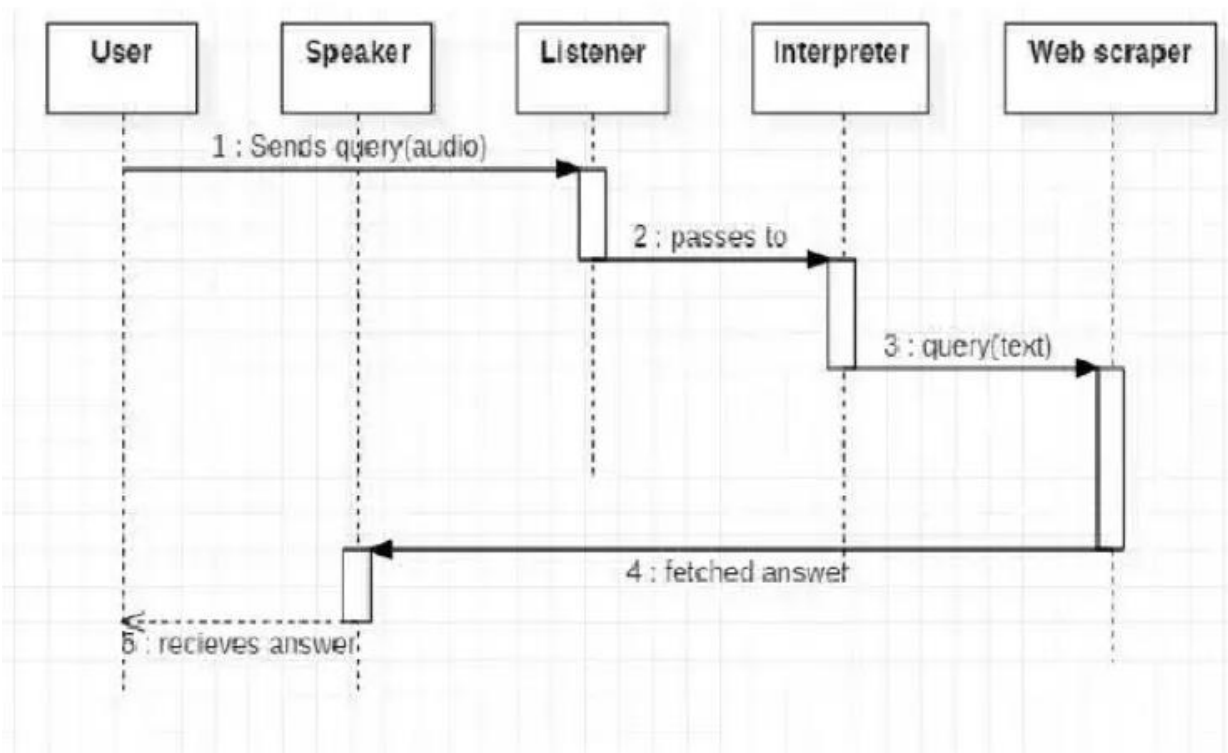 User Speaker Listener Interpreter Web scraper
1 : Sends query(audio)
2 : passes to
3 : query(text)
4 : fetched answer
5 : recieves answer